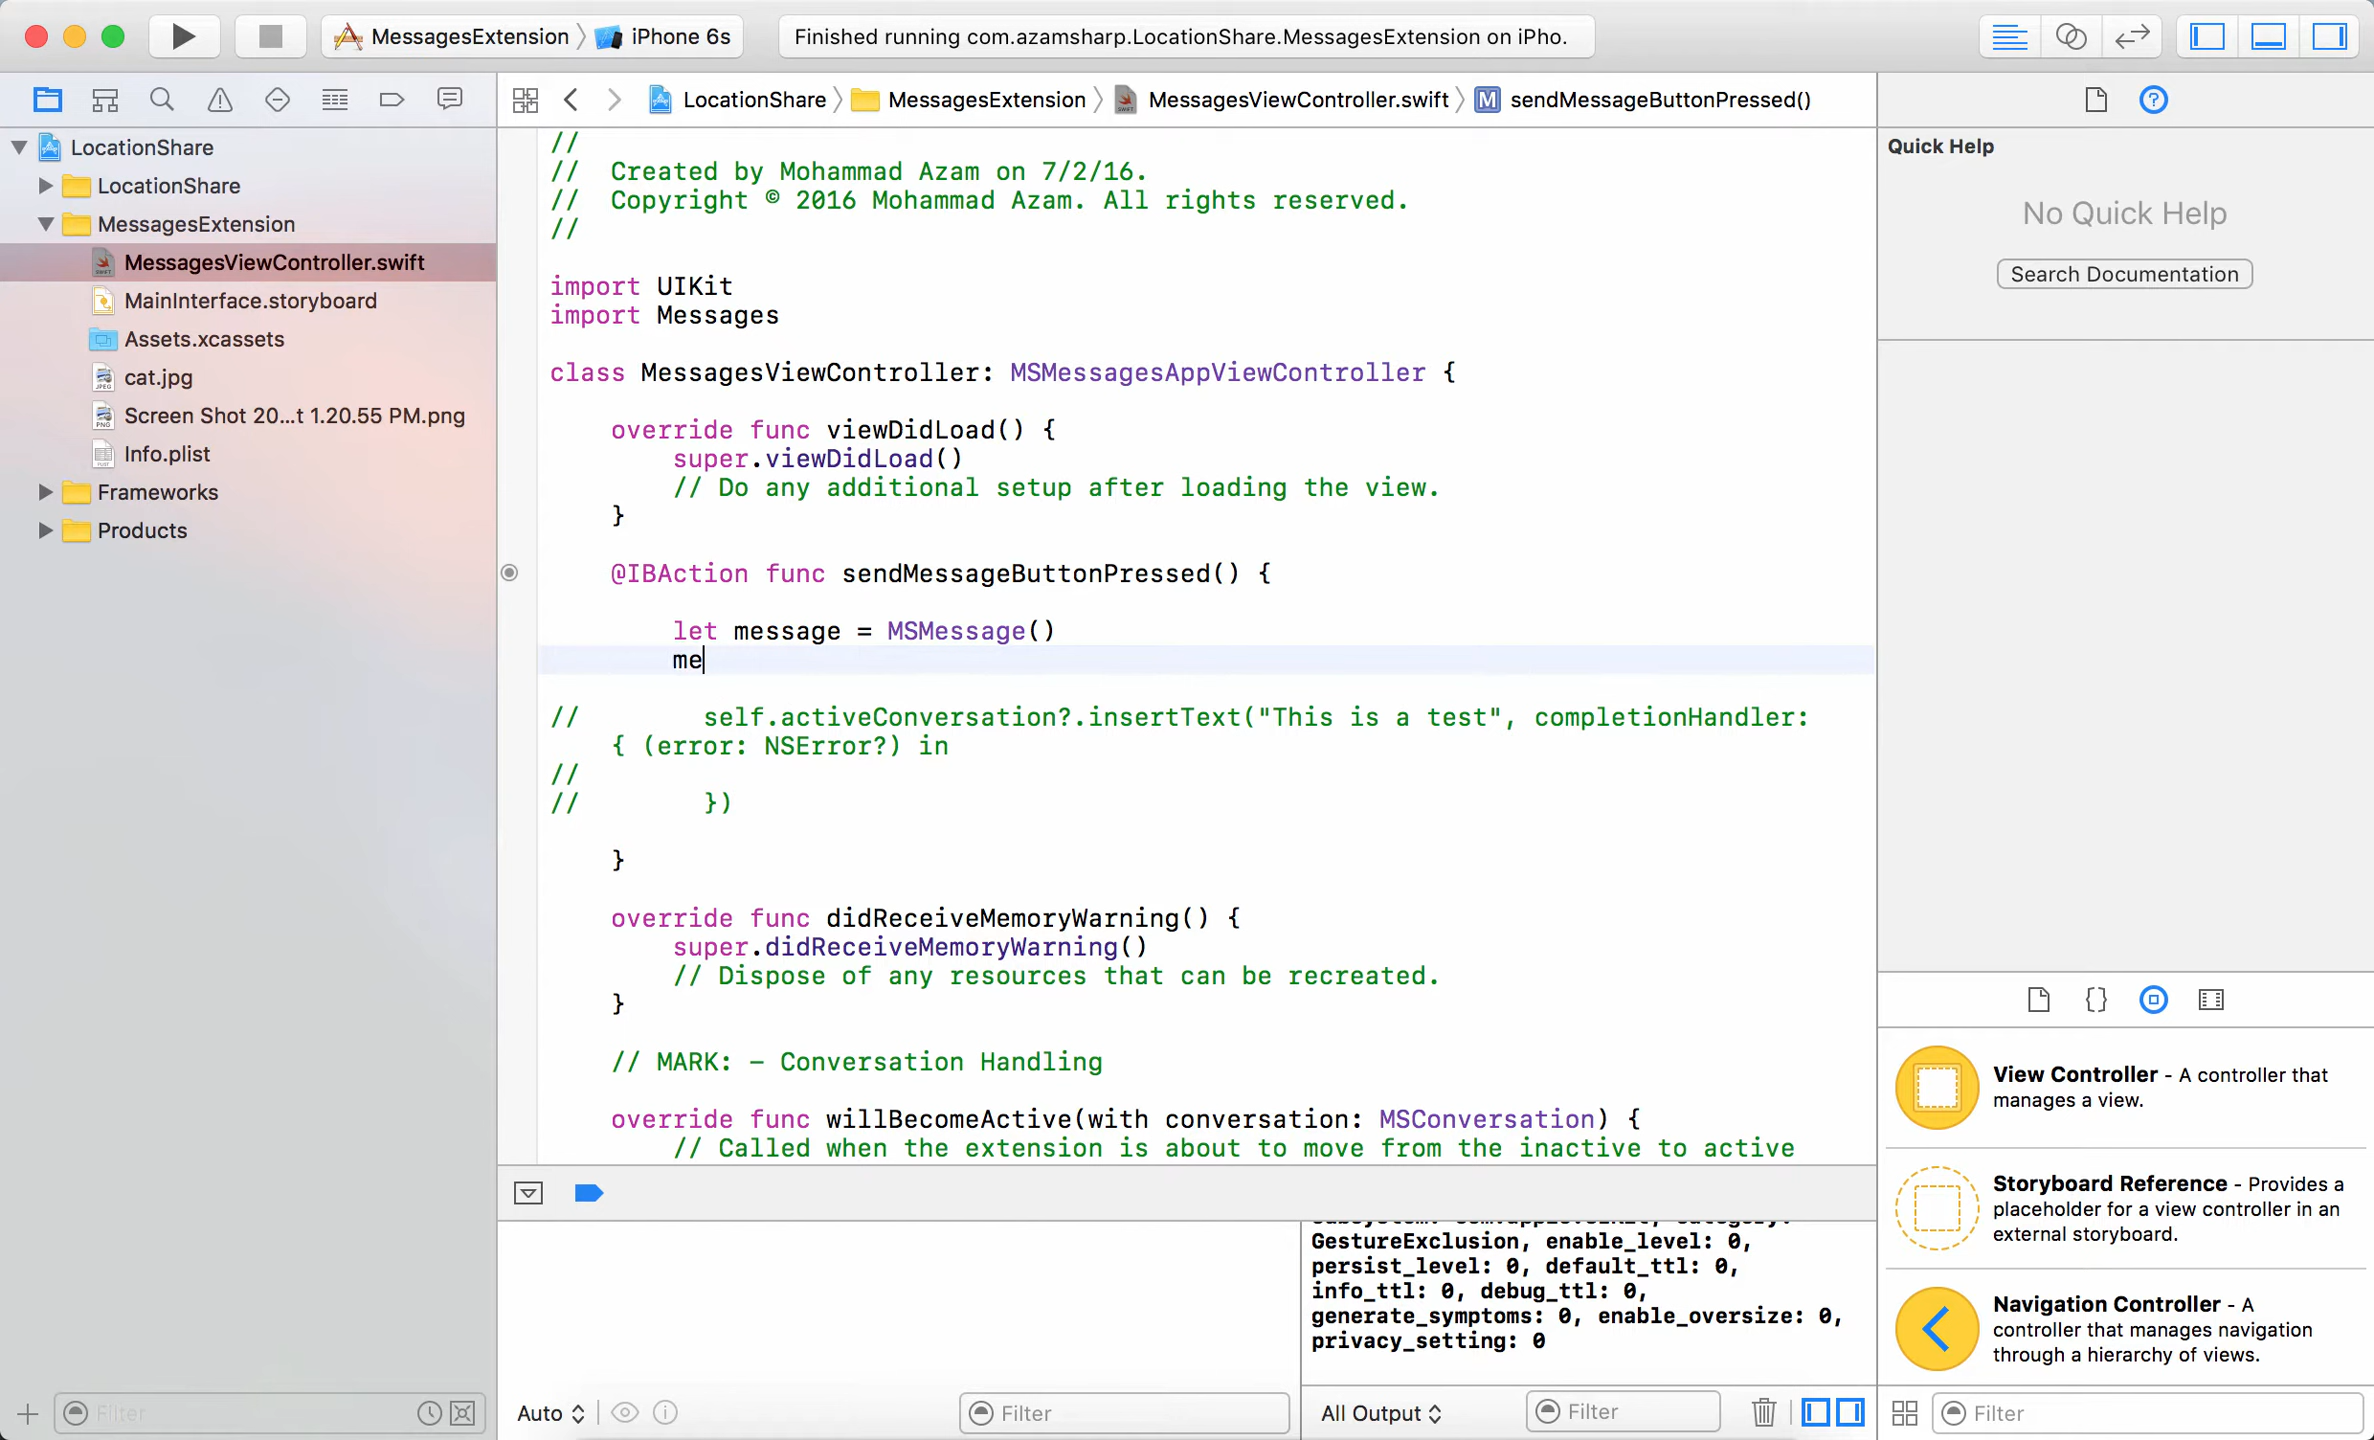 MessagesExtension
iPhone 6s
Finished running com.azamsharp.LocationShare.MessagesExtension on iPho.
LocationShare
MessagesExtension
MessagesViewController.swift
M
sendMessageButtonPressed()
LocationShare
LocationShare
MessagesExtension
MessagesViewController.swift
MainInterface.storyboard
Assets.xcassets
cat.jpg
Screen Shot 20...t 1.20.55 PM.png
Info.plist
Frameworks
Products
Filter
//
//  Created by Mohammad Azam on 7/2/16.
//  Copyright © 2016 Mohammad Azam. All rights reserved.
//
import UIKit
import Messages
class MessagesViewController: MSMessagesAppViewController {
override func viewDidLoad() {
super.viewDidLoad()
// Do any additional setup after loading the view.
}
@IBAction func sendMessageButtonPressed() {
let message = MSMessage()
me
//        self.activeConversation?.insertText("This is a test", completionHandler:
{ (error: NSError?) in
//
//        })
}
override func didReceiveMemoryWarning() {
super.didReceiveMemoryWarning()
// Dispose of any resources that can be recreated.
}
// MARK: - Conversation Handling
override func willBecomeActive(with conversation: MSConversation) {
// Called when the extension is about to move from the inactive to active
Auto
Filter
GestureExclusion, enable_level: 0,
persist_level: 0, default_ttl: 0,
info_ttl: 0, debug_ttl: 0,
generate_symptoms: 0, enable_oversize: 0,
privacy_setting: 0
All Output
Filter
Quick Help
No Quick Help
Search Documentation
View Controller - A controller that
manages a view.
Storyboard Reference - Provides a
placeholder for a view controller in an
external storyboard.
Navigation Controller - A
controller that manages navigation
through a hierarchy of views.
Filter